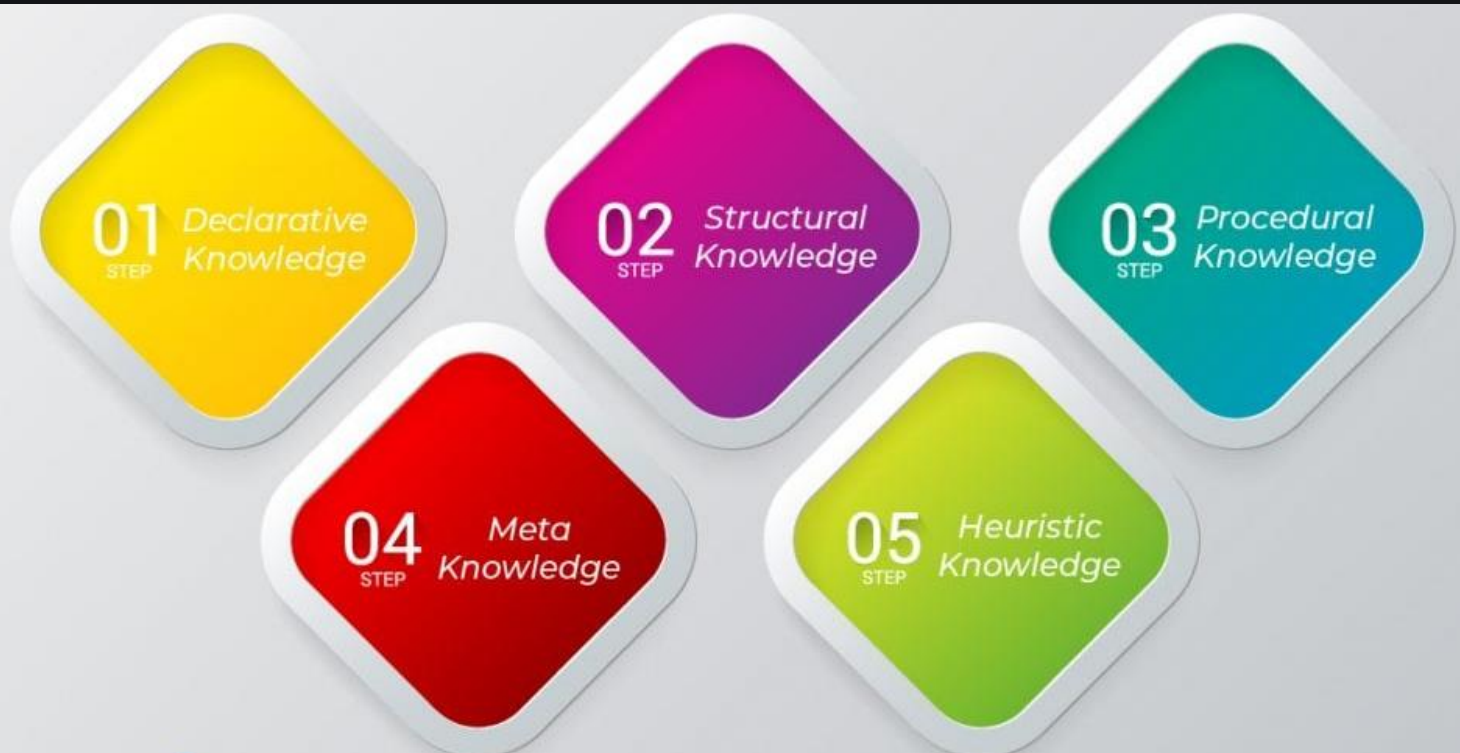 01
STEP
Declarative
Knowledge
02
STEP
Structural
Knowledge
03
STEP
Procedural
Knowledge
04
STEP
Meta
Knowledge
05
STEP
Heuristic
Knowledge